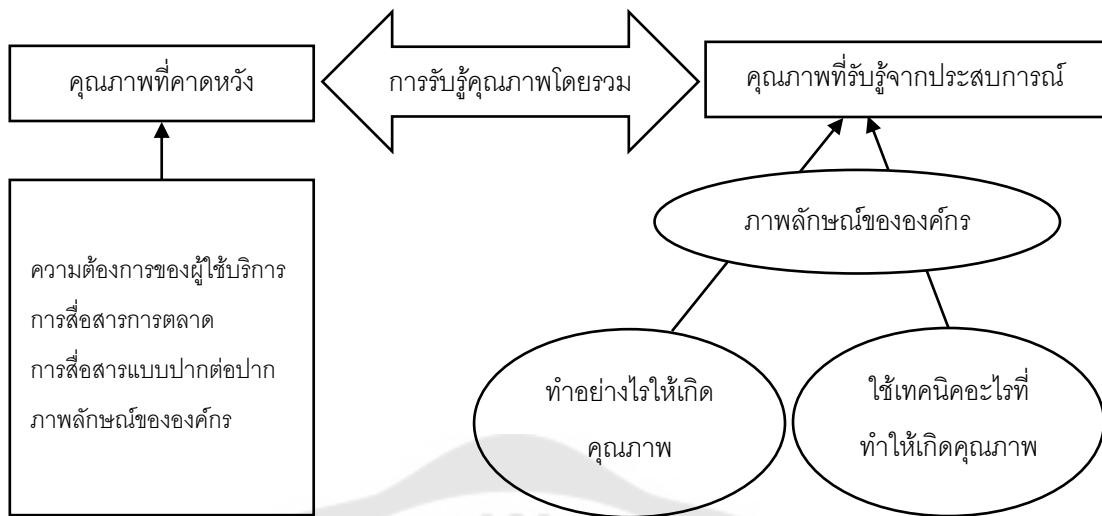 คุณภาพที่คาดหวัง
การรับรู้คุณภาพโดยรวม
คุณภาพที่รับรู้จากประสบการณ์
ความต้องการของผู้ใช้บริการ
การสื่อสารการตลาด
การสื่อสารแบบปากต่อปาก
ภาพลักษณ์ขององค์กร
ภาพลักษณ์ขององค์กร
ทำอย่างไรให้เกิด
คุณภาพ
ใช้เทคนิคอะไรที่
ทำให้เกิดคุณภาพ